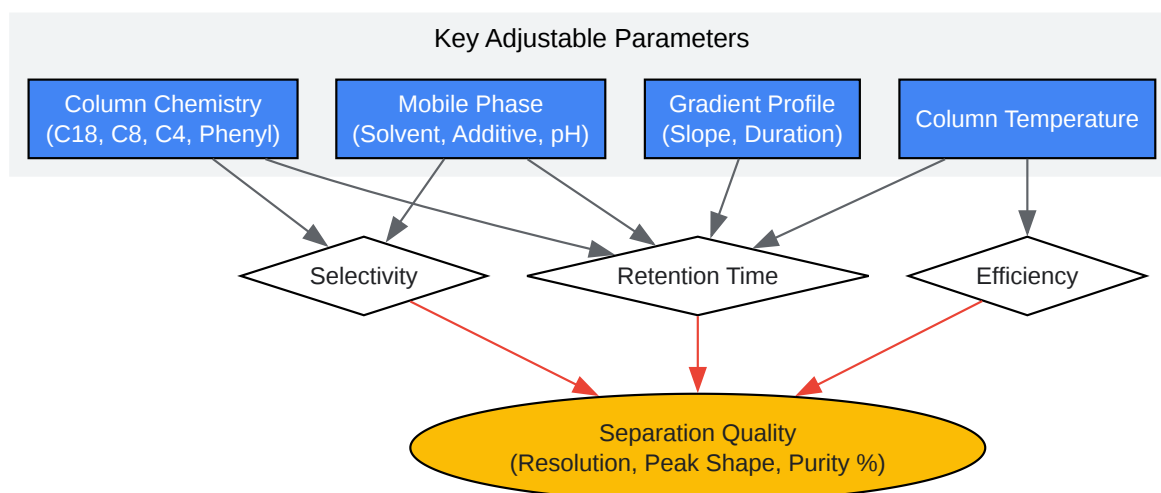 Key Adjustable Parameters
Column Chemistry
(C18, C8, C4, Phenyl)
Mobile Phase
(Solvent, Additive, pH)
Gradient Profile
(Slope, Duration)
Column Temperature
Selectivity
Retention Time
Efficiency
Separation Quality
(Resolution, Peak Shape, Purity %)